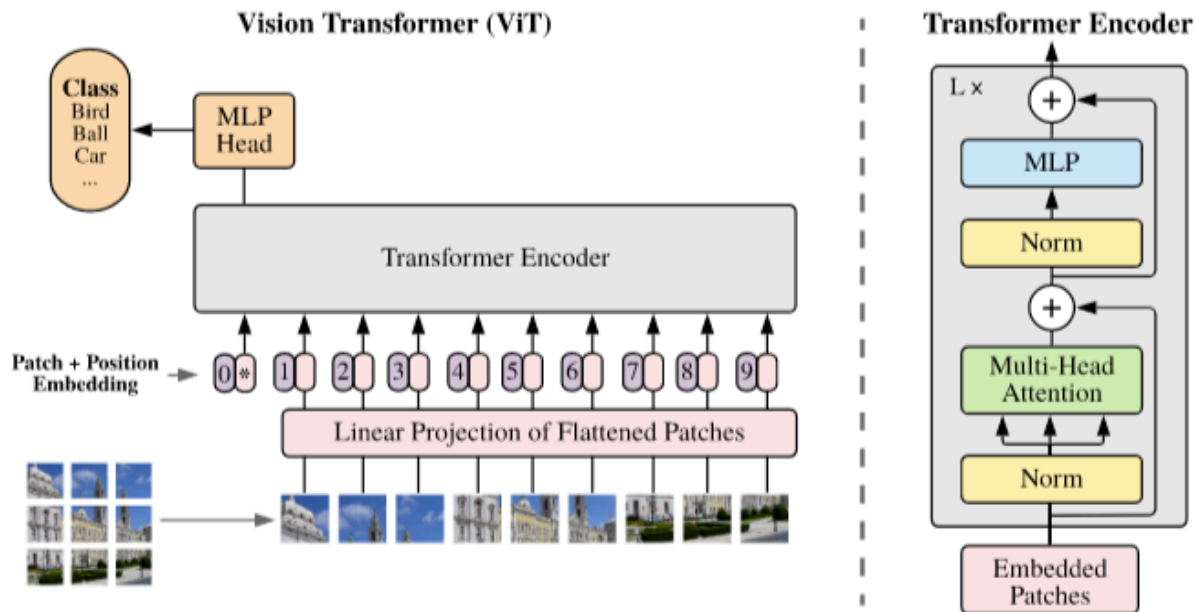 Vision Transformer (ViT)
Class
Bird
Ball
Car
...
MLP
Head
Transformer Encoder
Patch + Position
Embedding
0 * 1 2 3 4 5 6 7 8 9
Linear Projection of Flattened Patches
Transformer Encoder
L ×
+
MLP
Norm
+
Multi-Head
Attention
Norm
Embedded
Patches